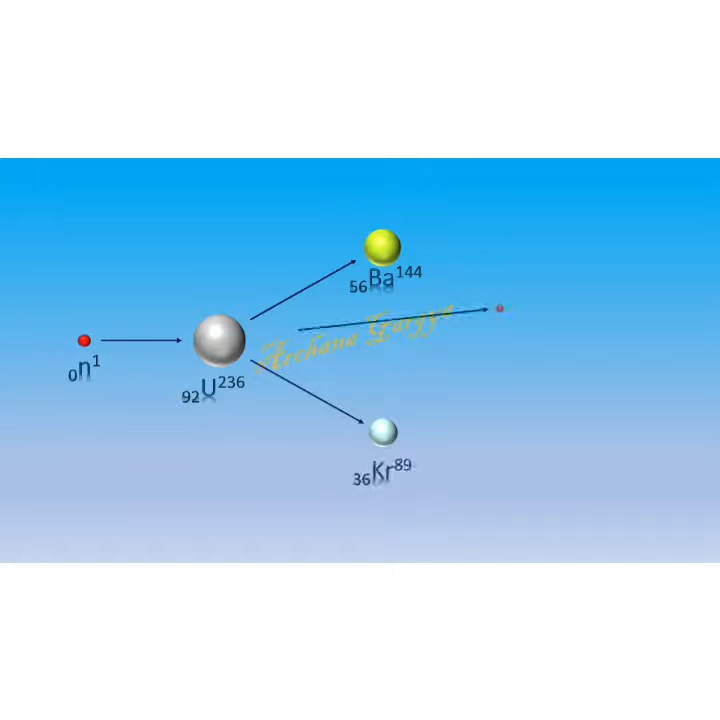 ₅₆Ba¹⁴⁴
Archana Gargya
₀n¹
₉₂U²³⁶
₃₆Kr⁸⁹